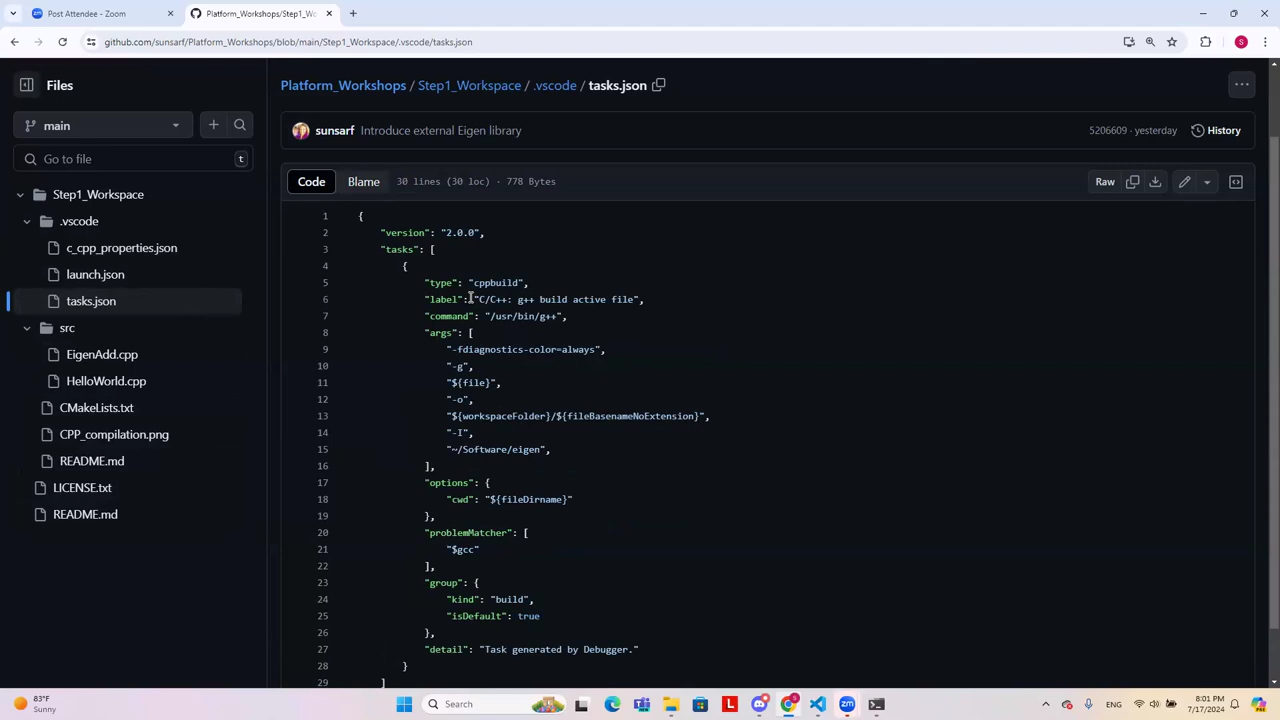 Post Attendee - Zoom
Platform_Workshops/Step1_Wo
github.com/sunsarf/Platform_Workshops/blob/main/Step1_Workspace/.vscode/tasks.json
S
Files
Platform_Workshops / Step1_Workspace / .vscode / tasks.json
main
sunsarf Introduce external Eigen library
5206609 · yesterday History
Go to file t
Code Blame 30 lines (30 loc) · 778 Bytes
Raw
Step1_Workspace
.vscode
c_cpp_properties.json
launch.json
tasks.json
src
EigenAdd.cpp
HelloWorld.cpp
CMakeLists.txt
CPP_compilation.png
README.md
LICENSE.txt
README.md
1 {
2 "version": "2.0.0",
3 "tasks": [
4 {
5 "type": "cppbuild",
6 "label": "C/C++: g++ build active file",
7 "command": "/usr/bin/g++",
8 "args": [
9 "-fdiagnostics-color=always",
10 "-g",
11 "${file}",
12 "-o",
13 "${workspaceFolder}/${fileBasenameNoExtension}",
14 "-I",
15 "~/Software/eigen",
16 ],
17 "options": {
18 "cwd": "${fileDirname}"
19 },
20 "problemMatcher": [
21 "$gcc"
22 ],
23 "group": {
24 "kind": "build",
25 "isDefault": true
26 },
27 "detail": "Task generated by Debugger."
28 }
29 ]
83°F
Sunny
Search
8:01 PM
7/17/2024